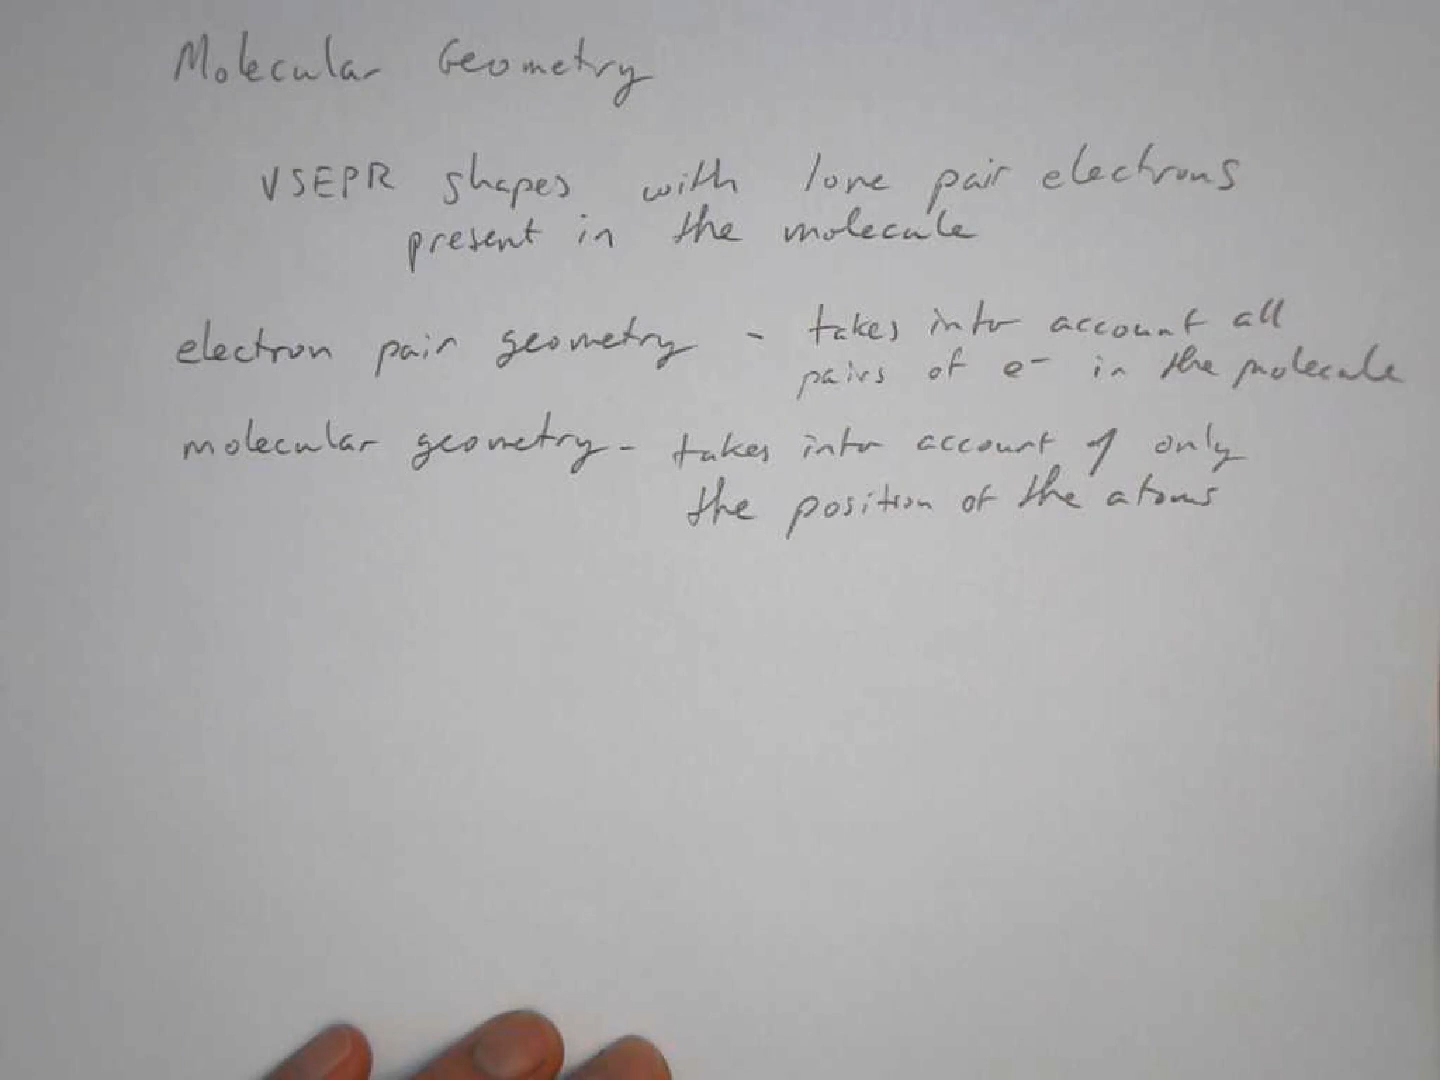 Molecular Geometry
VSEPR shapes with lone pair electrons
present in the molecule
electron pair geometry - takes into account all
pairs of e- in the molecule
molecular geometry - takes into account only
the position of the atoms